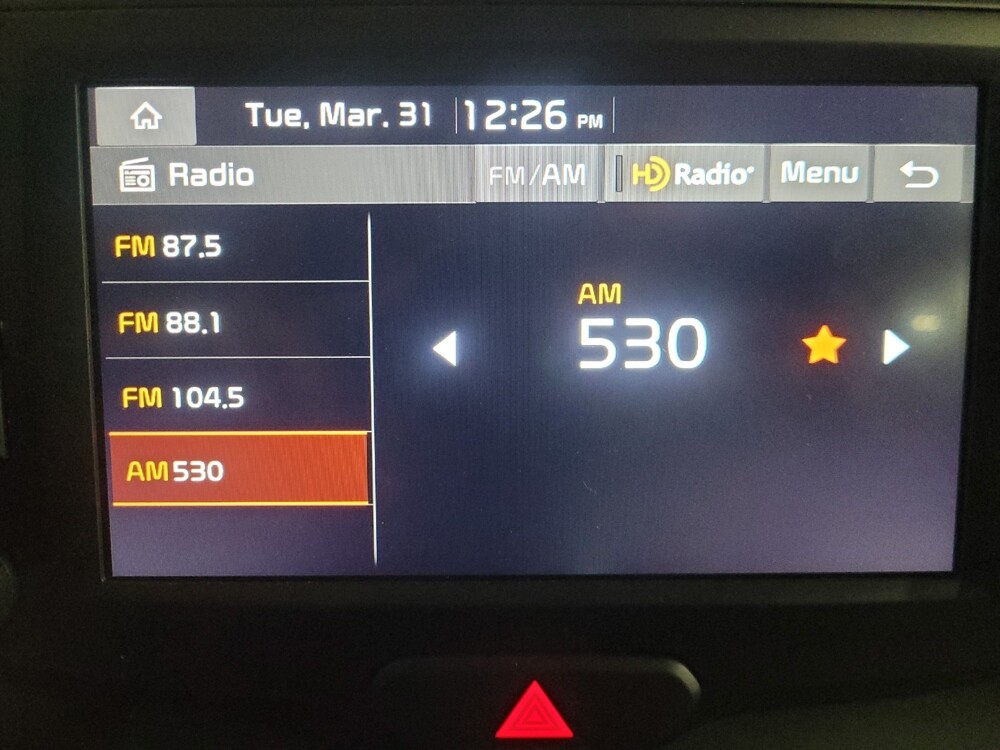 Tue, Mar. 31 12:26 PM
Radio FM/AM HD Radio Menu
FM 87.5
FM 88.1
FM 104.5
AM 530
AM
530